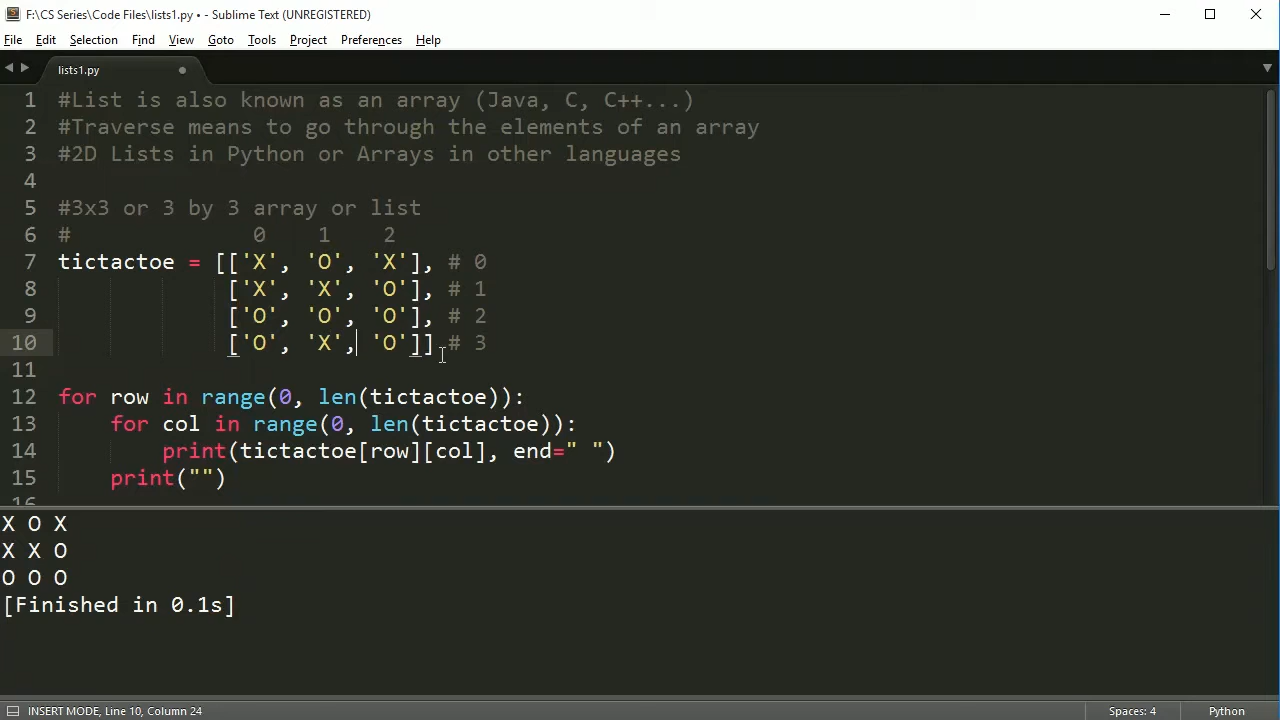 F:\CS Series\Code Files\lists1.py • - Sublime Text (UNREGISTERED)
File Edit Selection Find View Goto Tools Project Preferences Help
lists1.py
1 #List is also known as an array (Java, C, C++...)
2 #Traverse means to go through the elements of an array
3 #2D Lists in Python or Arrays in other languages
4
5 #3x3 or 3 by 3 array or list
6 # 0 1 2
7 tictactoe = [['X', 'O', 'X'], # 0
8 ['X', 'X', 'O'], # 1
9 ['O', 'O', 'O'], # 2
10 ['O', 'X', 'O']] # 3
11
12 for row in range(0, len(tictactoe)):
13 for col in range(0, len(tictactoe)):
14 print(tictactoe[row][col], end=" ")
15 print("")
16
X O X
X X O
O O O
[Finished in 0.1s]
INSERT MODE, Line 10, Column 24 Spaces: 4 Python